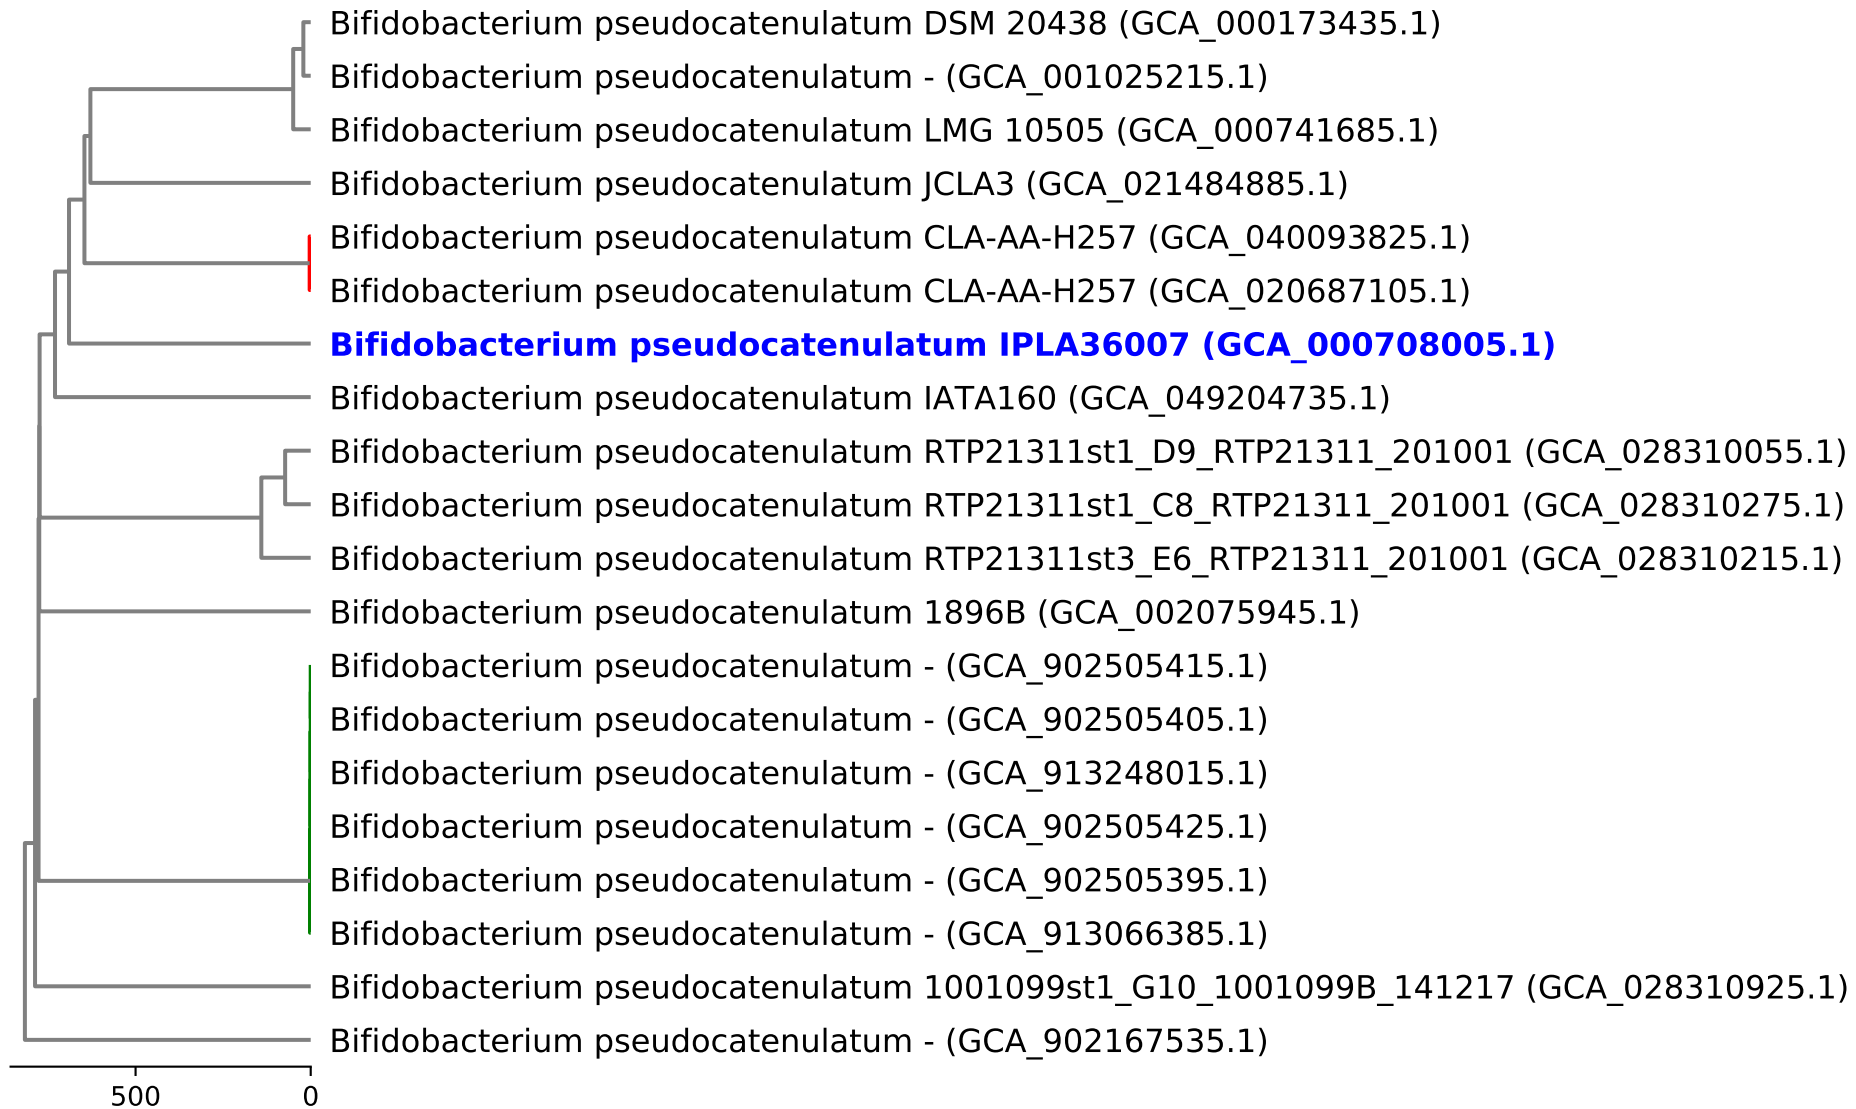 Bifidobacterium pseudocatenulatum DSM 20438 (GCA_000173435.1)
Bifidobacterium pseudocatenulatum - (GCA_001025215.1)
Bifidobacterium pseudocatenulatum LMG 10505 (GCA_000741685.1)
Bifidobacterium pseudocatenulatum JCLA3 (GCA_021484885.1)
Bifidobacterium pseudocatenulatum CLA-AA-H257 (GCA_040093825.1)
Bifidobacterium pseudocatenulatum CLA-AA-H257 (GCA_020687105.1)
Bifidobacterium pseudocatenulatum IPLA36007 (GCA_000708005.1)
Bifidobacterium pseudocatenulatum IATA160 (GCA_049204735.1)
Bifidobacterium pseudocatenulatum RTP21311st1_D9_RTP21311_201001 (GCA_028310055.1)
Bifidobacterium pseudocatenulatum RTP21311st1_C8_RTP21311_201001 (GCA_028310275.1)
Bifidobacterium pseudocatenulatum RTP21311st3_E6_RTP21311_201001 (GCA_028310215.1)
Bifidobacterium pseudocatenulatum 1896B (GCA_002075945.1)
Bifidobacterium pseudocatenulatum - (GCA_902505415.1)
Bifidobacterium pseudocatenulatum - (GCA_902505405.1)
Bifidobacterium pseudocatenulatum - (GCA_913248015.1)
Bifidobacterium pseudocatenulatum - (GCA_902505425.1)
Bifidobacterium pseudocatenulatum - (GCA_902505395.1)
Bifidobacterium pseudocatenulatum - (GCA_913066385.1)
Bifidobacterium pseudocatenulatum 1001099st1_G10_1001099B_141217 (GCA_028310925.1)
Bifidobacterium pseudocatenulatum - (GCA_902167535.1)
500 0